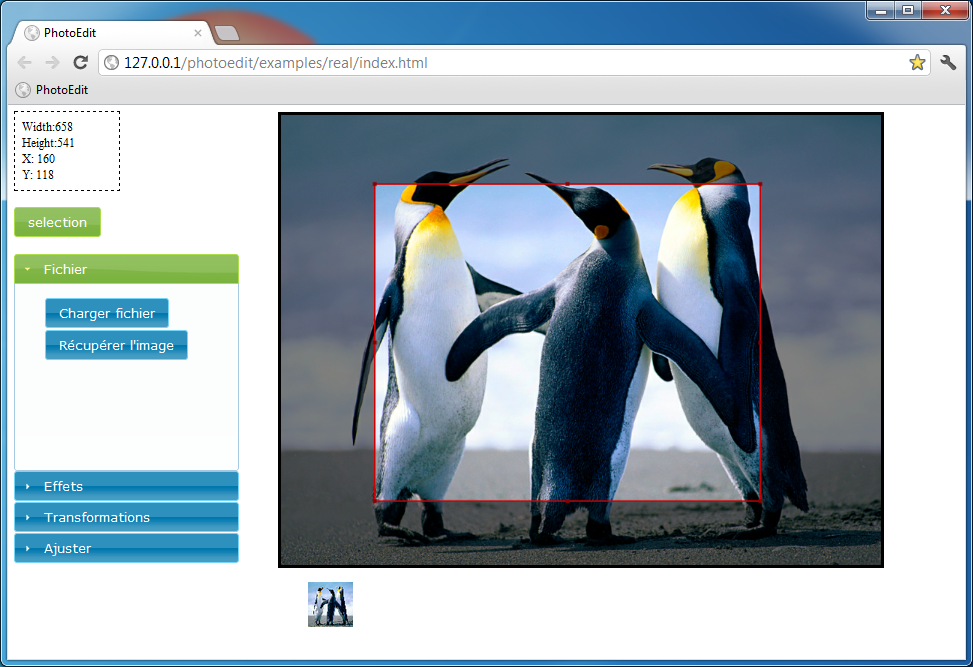 PhotoEdit
127.0.0.1/photoedit/examples/real/index.html
PhotoEdit
Width:658
Height:541
X: 160
Y: 118
selection
Fichier
Charger fichier
Récupérer l'image
Effets
Transformations
Ajuster